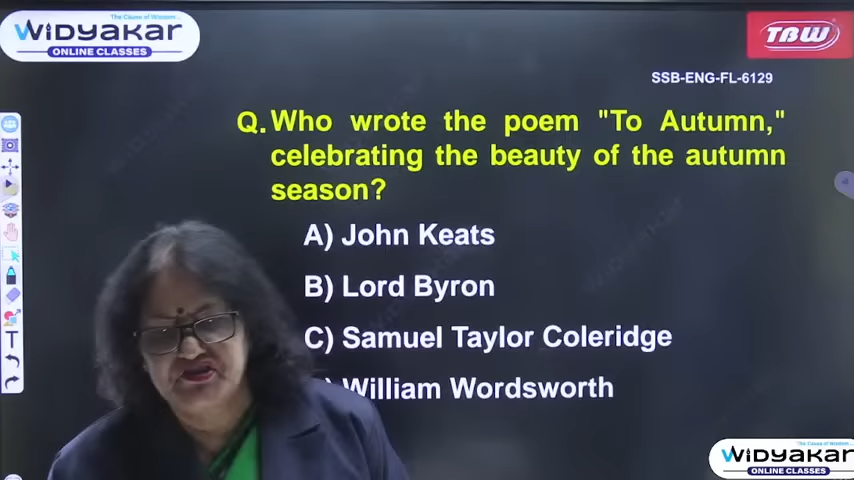 The Cause of Wisdom...
WIDYAKAR
ONLINE CLASSES
TBW
SSB-ENG-FL-6129
Q. Who wrote the poem "To Autumn,"
celebrating the beauty of the autumn
season?
A) John Keats
B) Lord Byron
C) Samuel Taylor Coleridge
) William Wordsworth
T
WIDYAKAR
ONLINE CLASSES